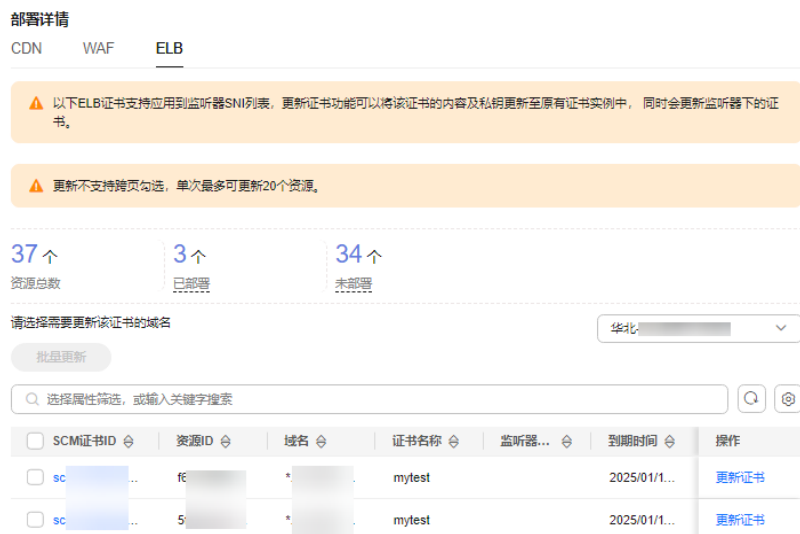 部署详情
CDN WAF ELB
以下ELB证书支持应用到监听器SNI列表，更新证书功能可以将该证书的内容及私钥更新至原有证书实例中， 同时会更新监听器下的证
书。
更新不支持跨页勾选，单次最多可更新20个资源。
37个 3个 34个
资源总数 已部署 未部署
请选择需要更新该证书的域名
华北-
批量更新
选择属性筛选，或输入关键字搜索
SCM证书ID 资源ID 域名 证书名称 监听器... 到期时间 操作
sc ... f6 *. . mytest 2025/01/1... 更新证书
sc ... 5 *. . mytest 2025/01/1... 更新证书